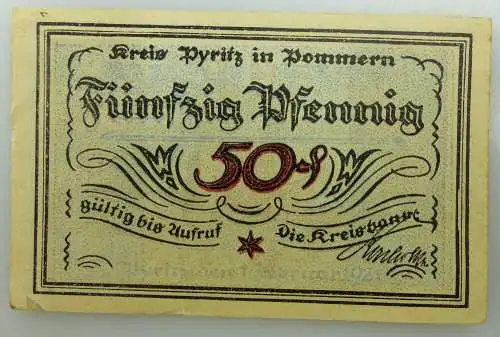 Kreis Pyritz in Pommern
Fünfzig Pfennig
50 ₰
gültig bis Aufruf
Die Kreisbank